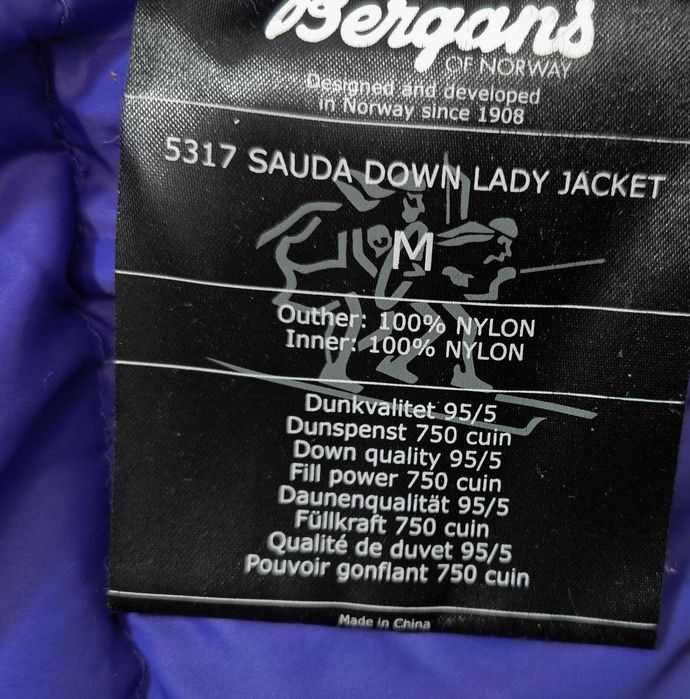 Bergans
OF NORWAY
Designed and developed
in Norway since 1908
5317 SAUDA DOWN LADY JACKET
M
Outher: 100% NYLON
Inner: 100% NYLON
Dunkvalitet 95/5
Dunspenst 750 cuin
Down quality 95/5
Fill power 750 cuin
Daunenqualität 95/5
Füllkraft 750 cuin
Qualité de duvet 95/5
Pouvoir gonflant 750 cuin
Made in China